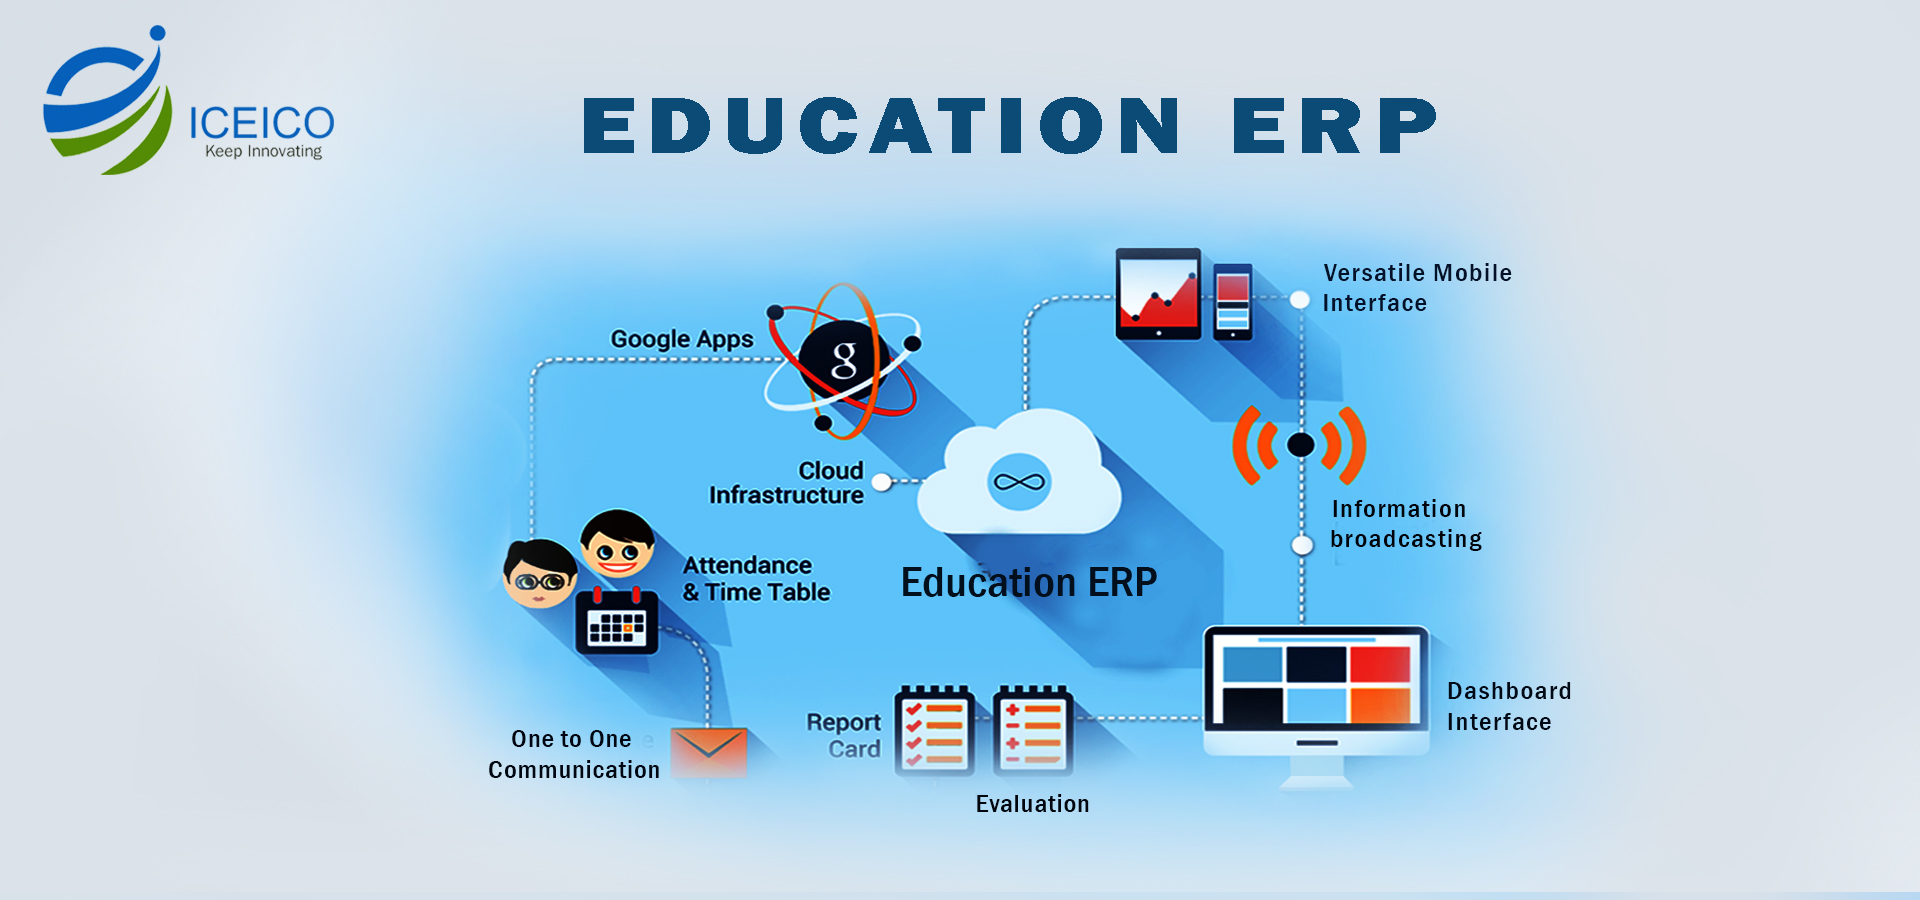 ICEICO
Keep Innovating
EDUCATION ERP
Versatile Mobile
Interface
Google Apps
g
Cloud
Infrastructure
Information
broadcasting
Attendance
& Time Table
Education ERP
Dashboard
Interface
Report
Card
One to One
Communication
Evaluation